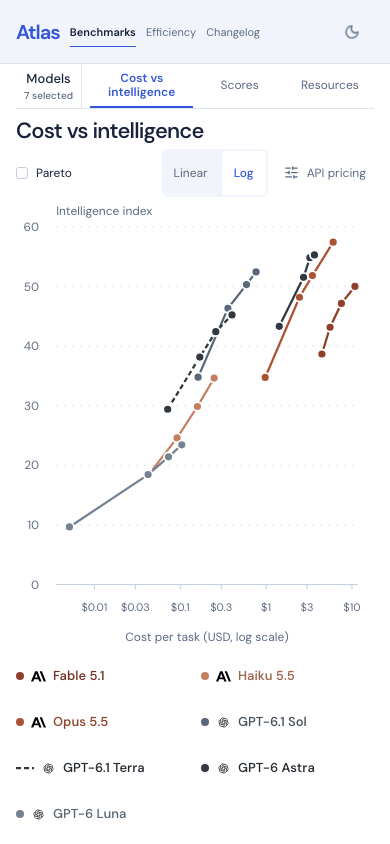 Atlas Benchmarks Efficiency Changelog
Models
7 selected
Cost vs
intelligence
Scores
Resources
Cost vs intelligence
Pareto
Linear Log
API pricing
Intelligence index
60
50
40
30
20
10
0
$0.01 $0.03 $0.1 $0.3 $1 $3 $10
Cost per task (USD, log scale)
Fable 5.1
Haiku 5.5
Opus 5.5
GPT-6.1 Sol
GPT-6.1 Terra
GPT-6 Astra
GPT-6 Luna